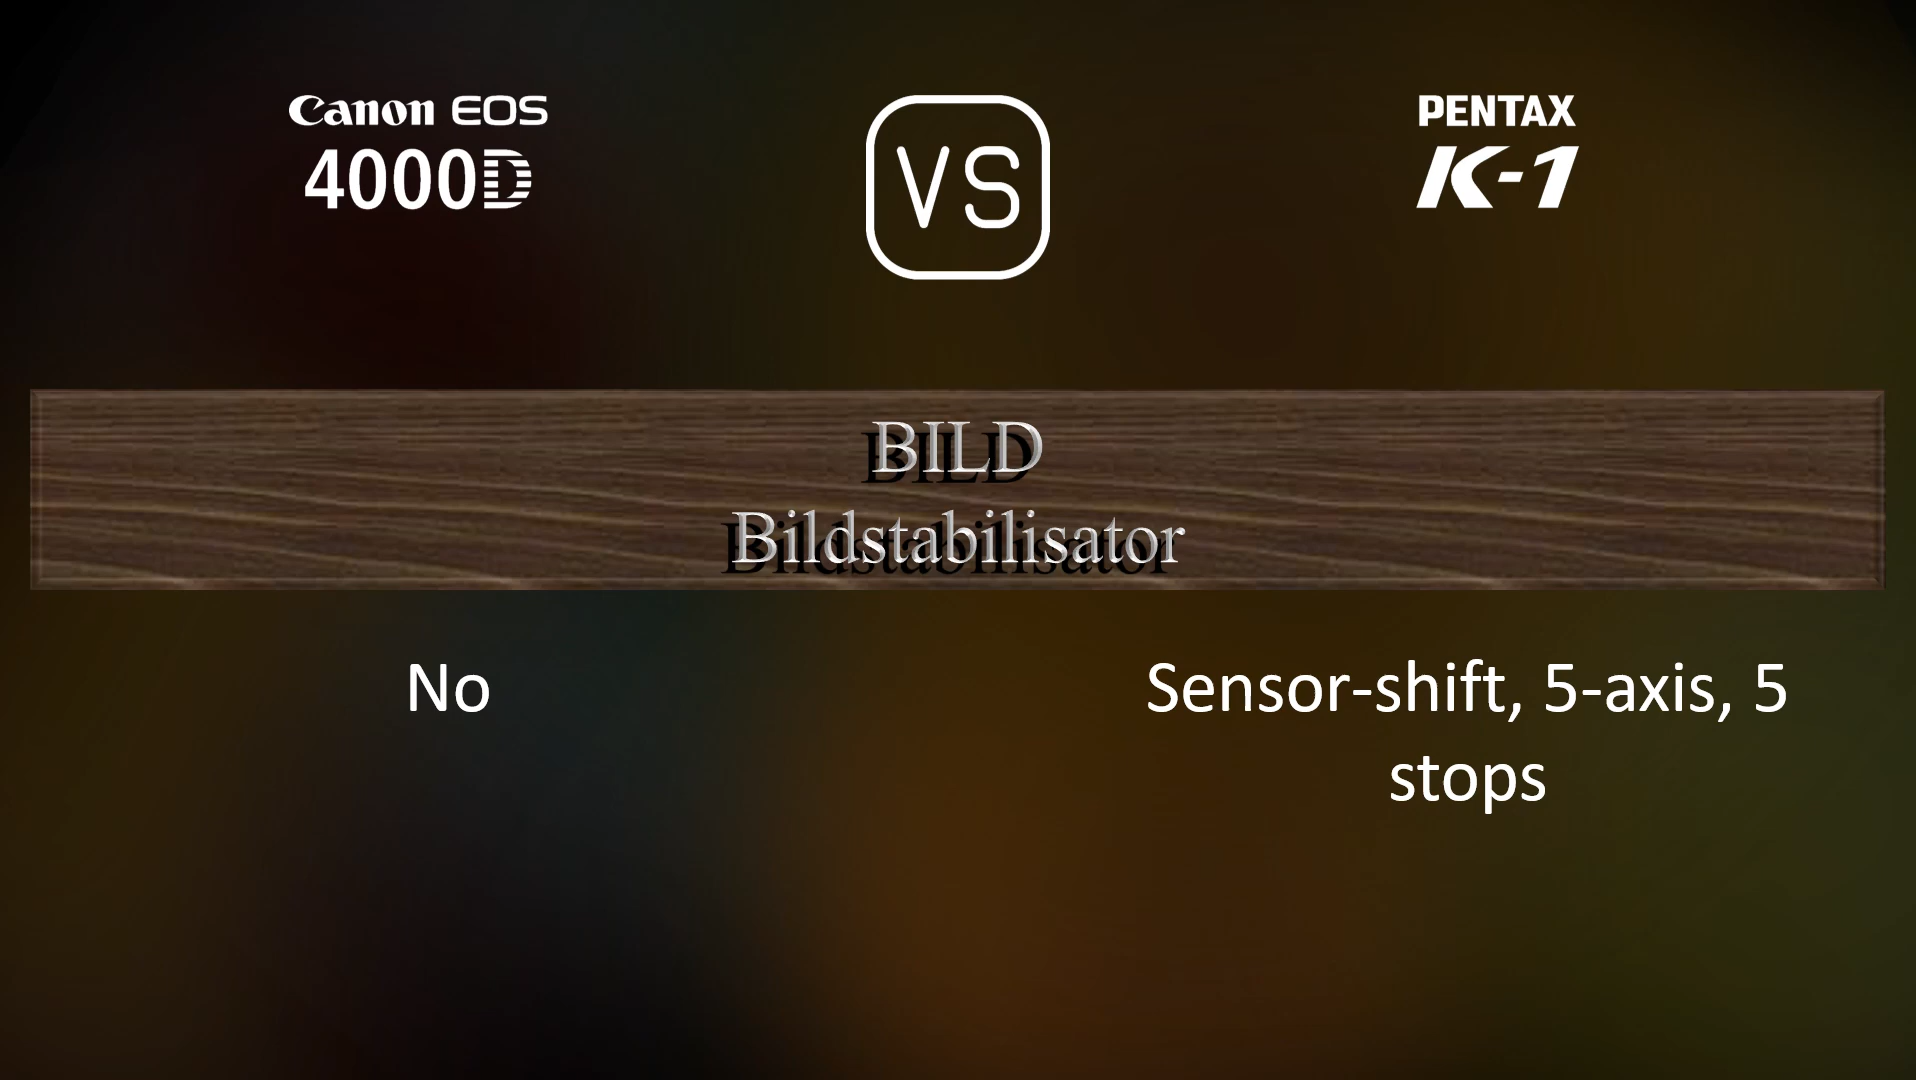 Canon EOS
4000D
VS
PENTAX
K-1
BILD
Bildstabilisator
No
Sensor-shift, 5-axis, 5
stops